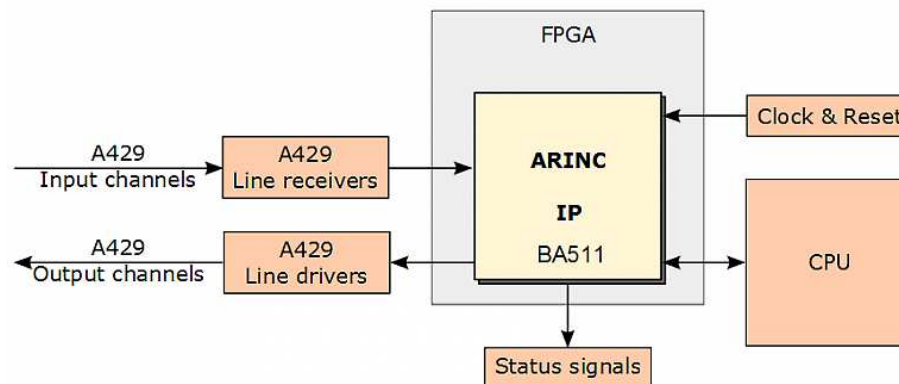 FPGA
Clock & Reset
A429
Input channels
A429
Line receivers
ARINC
IP
BA511
A429
Output channels
A429
Line drivers
CPU
Status signals